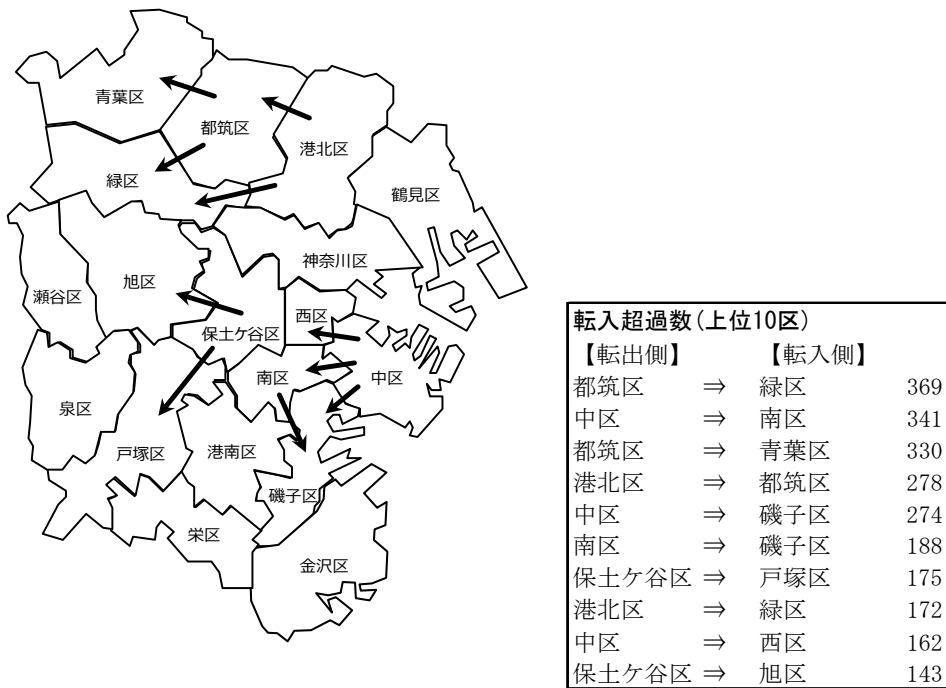 青葉区
都筑区
港北区
緑区
鶴見区
神奈川区
旭区
瀬谷区
西区
保土ケ谷区
南区
中区
泉区
戸塚区
港南区
磯子区
栄区
金沢区
転入超過数(上位10区)
【転出側】 【転入側】
都筑区 ⇒ 緑区 369
中区 ⇒ 南区 341
都筑区 ⇒ 青葉区 330
港北区 ⇒ 都筑区 278
中区 ⇒ 磯子区 274
南区 ⇒ 磯子区 188
保土ケ谷区 ⇒ 戸塚区 175
港北区 ⇒ 緑区 172
中区 ⇒ 西区 162
保土ケ谷区 ⇒ 旭区 143